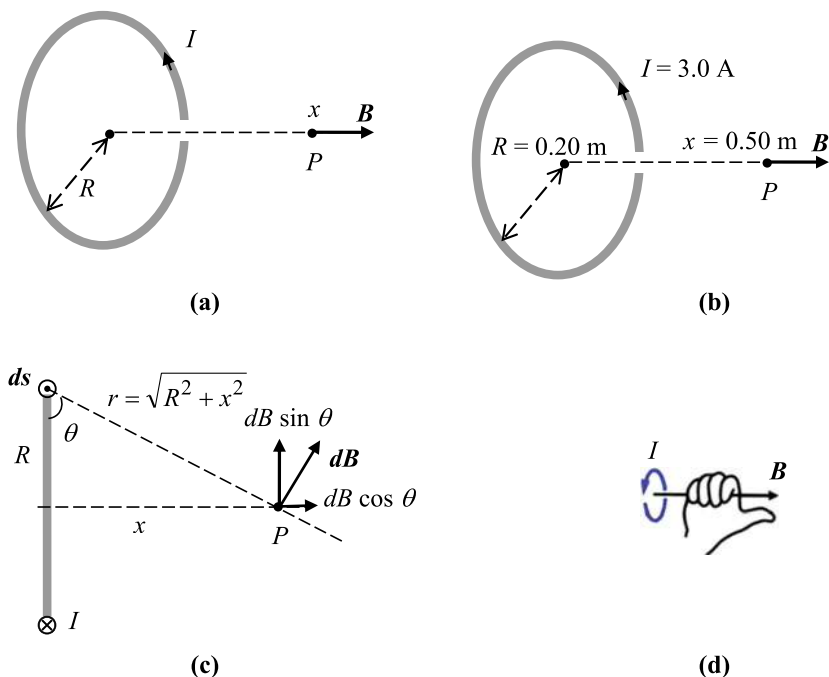 I
x
B
P
R
(a)
I = 3.0 A
R = 0.20 m
x = 0.50 m
B
P
(b)
ds
r = √R² + x²
θ
dB sin θ
R
dB
dB cos θ
x
P
I
(c)
I
B
(d)